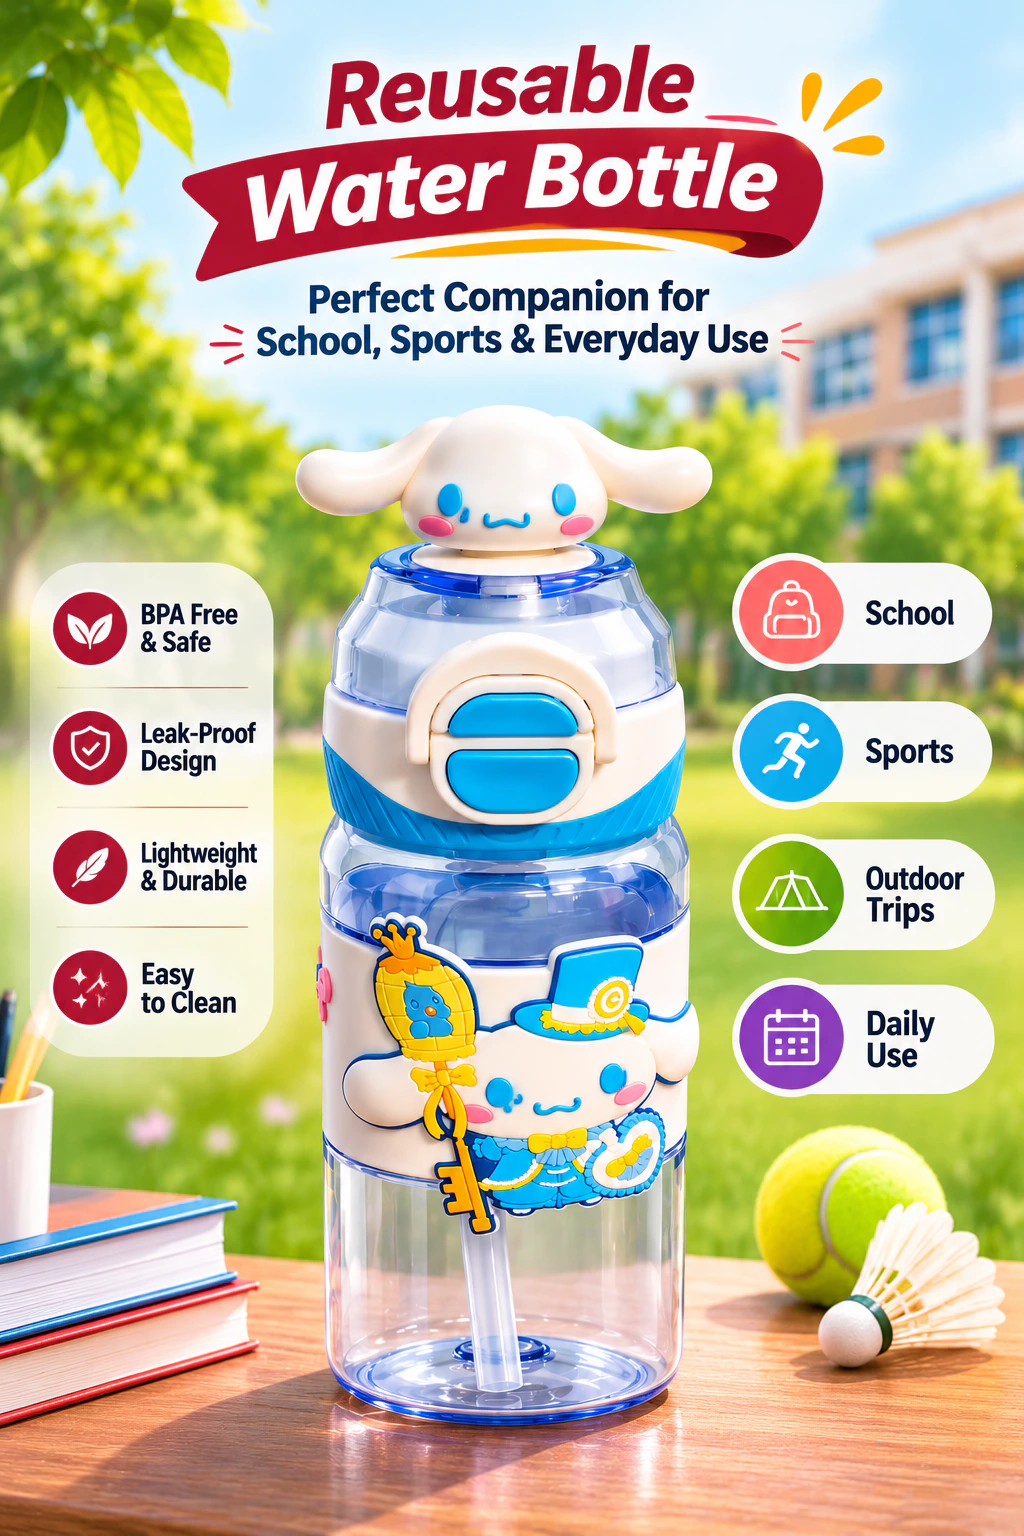 Reusable
Water Bottle
Perfect Companion for
School, Sports & Everyday Use
BPA Free
& Safe
Leak-Proof
Design
Lightweight
& Durable
Easy
to Clean
School
Sports
Outdoor
Trips
Daily
Use